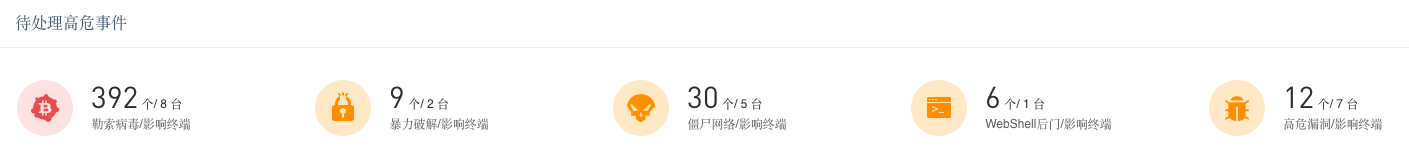 待处理高危事件
392 个/ 8 台
勒索病毒/影响终端
9 个/ 2 台
暴力破解/影响终端
30 个/ 5 台
僵尸网络/影响终端
6 个/ 1 台
WebShell后门/影响终端
12 个/ 7 台
高危漏洞/影响终端